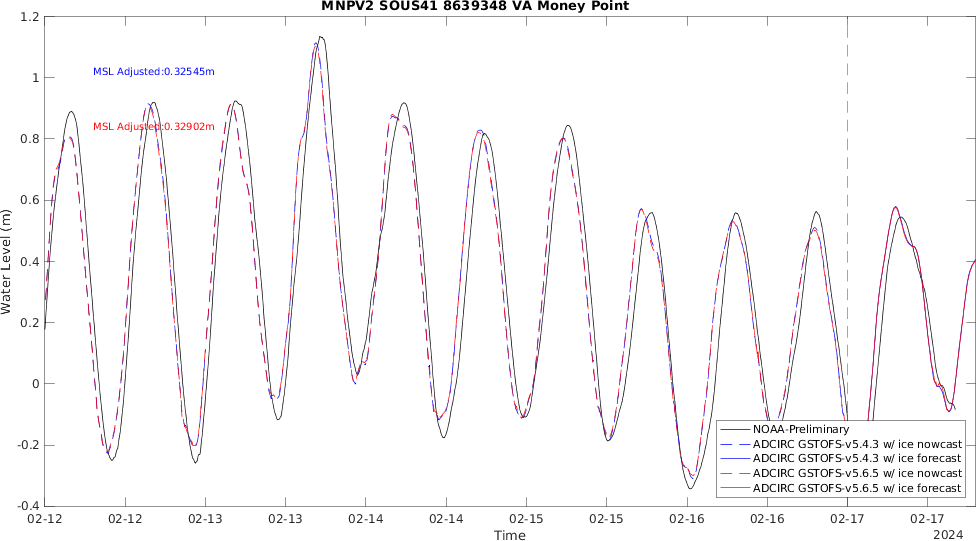 MNPV2 SOUS41 8639348 VA Money Point
1.2
1
0.8
0.6
0.4
0.2
0
-0.2
-0.4
Water Level (m)
MSL Adjusted:0.32545m
MSL Adjusted:0.32902m
NOAA-Preliminary
ADCIRC GSTOFS-v5.4.3 w/ ice nowcast
ADCIRC GSTOFS-v5.4.3 w/ ice forecast
ADCIRC GSTOFS-v5.6.5 w/ ice nowcast
ADCIRC GSTOFS-v5.6.5 w/ ice forecast
02-12 02-12 02-13 02-13 02-14 02-14 02-15 02-15 02-16 02-16 02-17 02-17
Time
2024